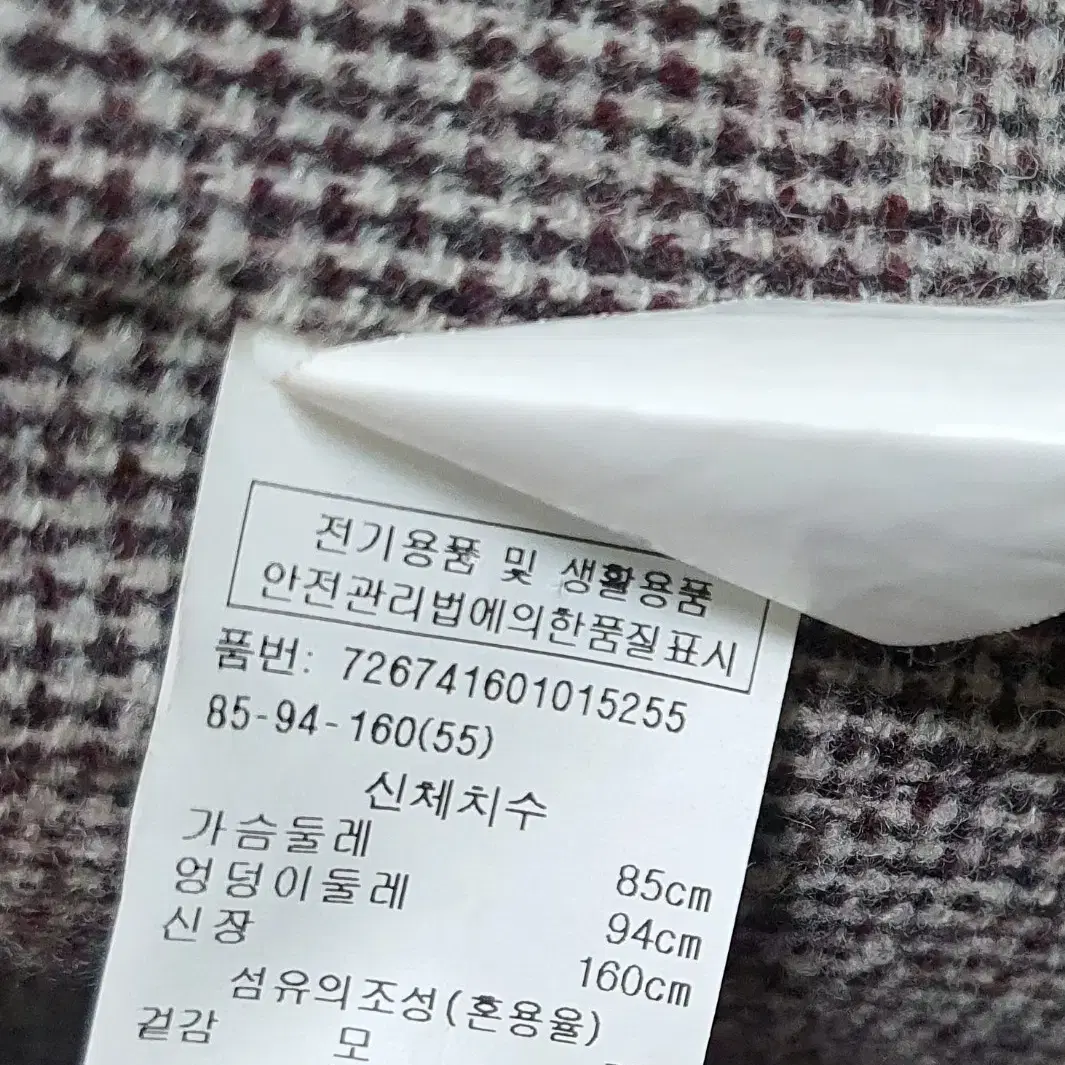 전기용품 및 생활용품
안전관리법에의한품질표시
품번: 726741601015255
85-94-160(55)
신체치수
가슴둘레 85cm
엉덩이둘레 94cm
신장 160cm
섬유의조성(혼용율)
겉감 모